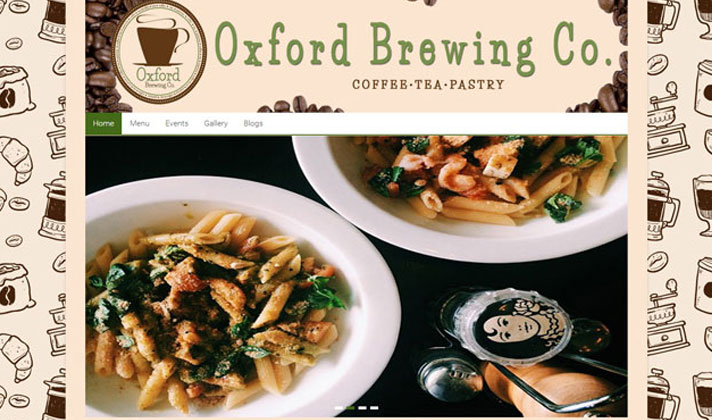 Oxford
Brewing Co.
Oxford Brewing Co.
COFFEE•TEA•PASTRY
Home
Menu
Events
Gallery
Blogs